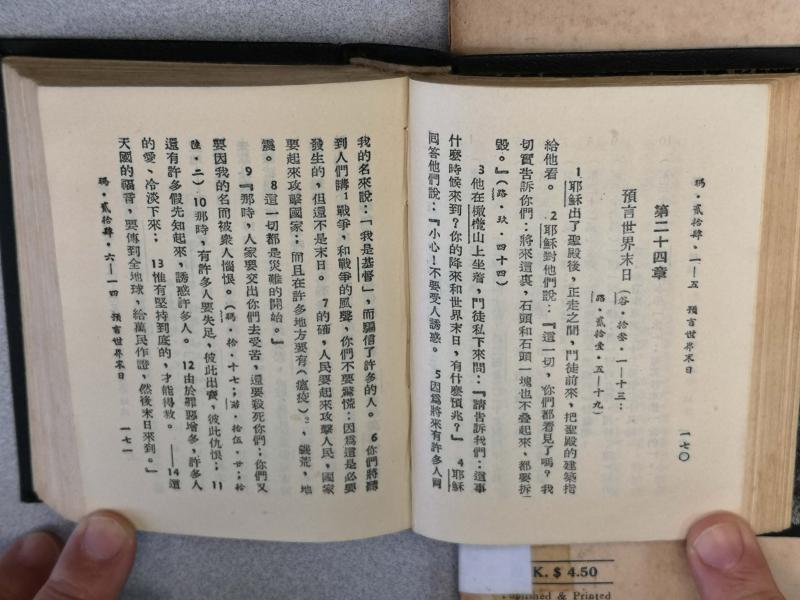 瑪·貳拾肆·1—5 預言世界末日 一七〇
第二十四章
預言世界末日(谷·拾叁·1—13;
路·貳拾壹·5—19)
1耶穌出了聖殿後,正走之間,門徒前來,把聖殿的建築指
給他看。 2耶穌對他們說:『這一切,你們都看見了嗎?我
切實告訴你們:將來這裏,石頭和石頭一塊也不叠起來,都要拆
毀。』(路·玖·四十四)
3他在橄欖山上坐着,門徒私下來問:『請告訴我們:這事
什麽時候來到?你的降來和世界末日,有什麽預兆?』 4耶穌
回答他們說:『小心!不要受人誘惑。 5因爲將來有許多人冒
我的名來說:「我是基督」,而騙信了許多的人。 6你們將聽
到人們講1戰爭,和戰爭的風聲,你們不要驚慌:因爲這是必要
發生的,但還不是末日。 7的確,人民要起來攻擊人民,國家
要起來攻擊國家;而且在許多地方要有(瘟疫)2,饑荒,地
震。 8這一切都是災難的開始。』
9『那時,人家要交出你們去受苦,還要殺死你們;你們又
要因我的名而被衆人惱恨。(瑪·拾·十七;拾伍·廿;拾
陸·二)10那時,有許多人要失足,彼此出賣,彼此仇恨; 11
還有許多假先知起來,誘惑許多人。 12由於罪惡增多,許多人
的愛、冷淡下來; 13惟有堅持到底的,才能得救。 ——14這
天國的福音,要傳到全地球,給萬民作證,然後末日來到。』
瑪·貳拾肆·六—一四 預言世界末日 一七一
K. $ 4.50
Published & Printed